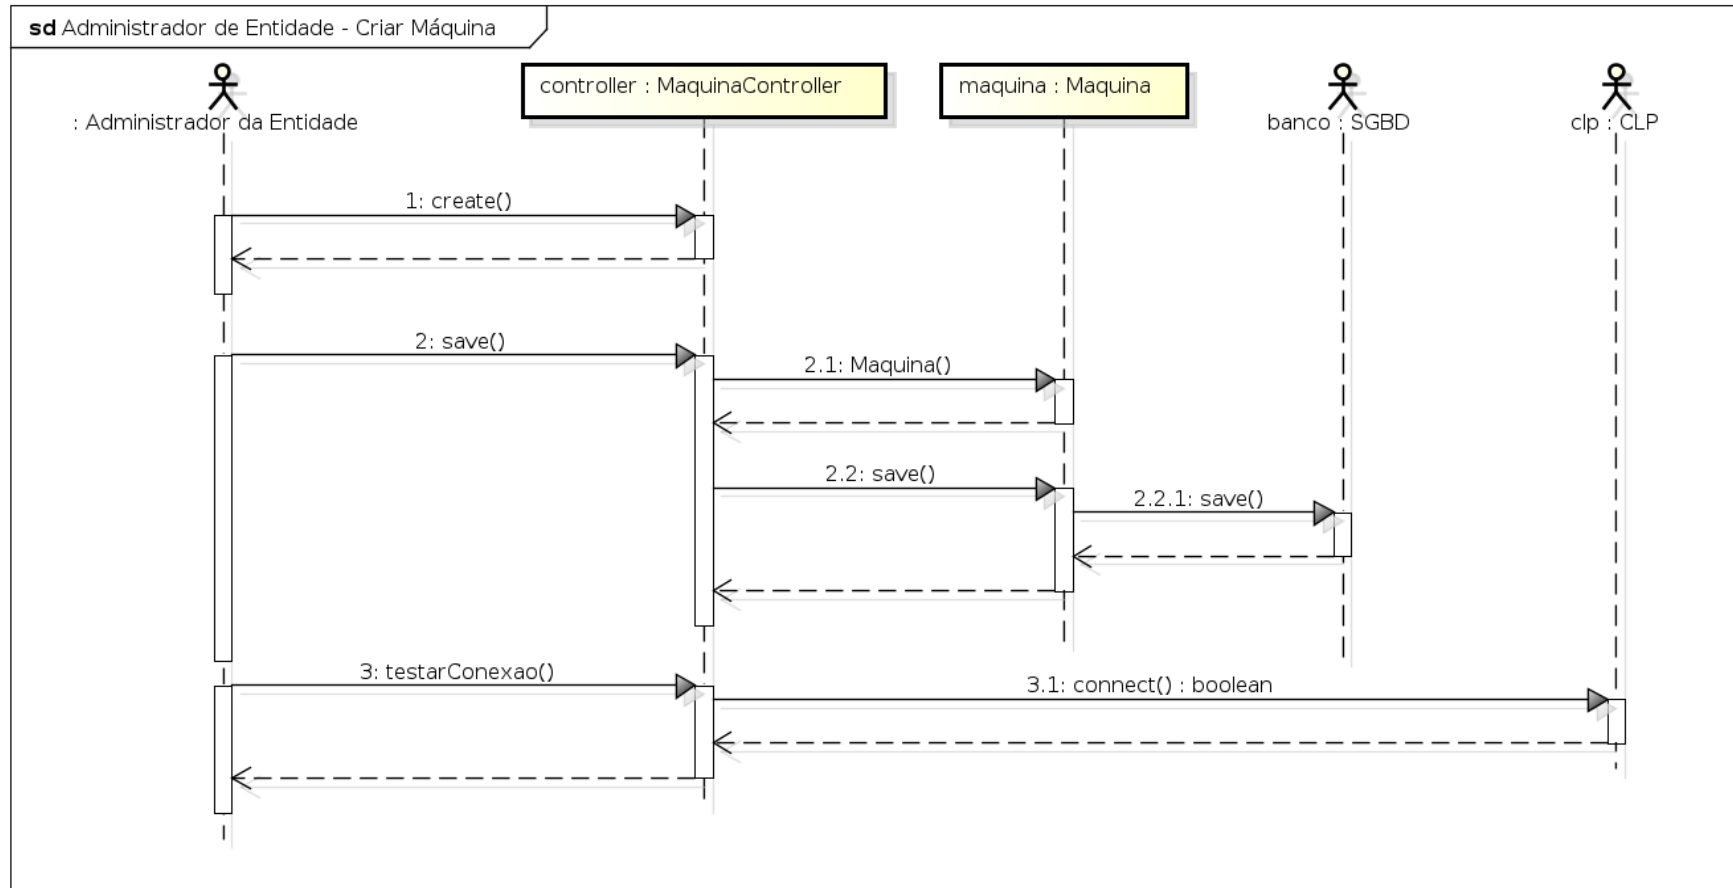 sd Administrador de Entidade - Criar Máquina
: Administrador da Entidade
controller : MaquinaController
maquina : Maquina
banco : SGBD
clp : CLP
1: create()
2: save()
2.1: Maquina()
2.2: save()
2.2.1: save()
3: testarConexao()
3.1: connect() : boolean